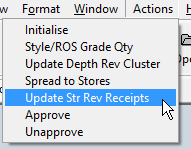 Format Window Actions H
Initialise
Style/ROS Grade Qty
Update Depth Rev Cluster
Spread to Stores
Update Str Rev Receipts
Approve
Unapprove